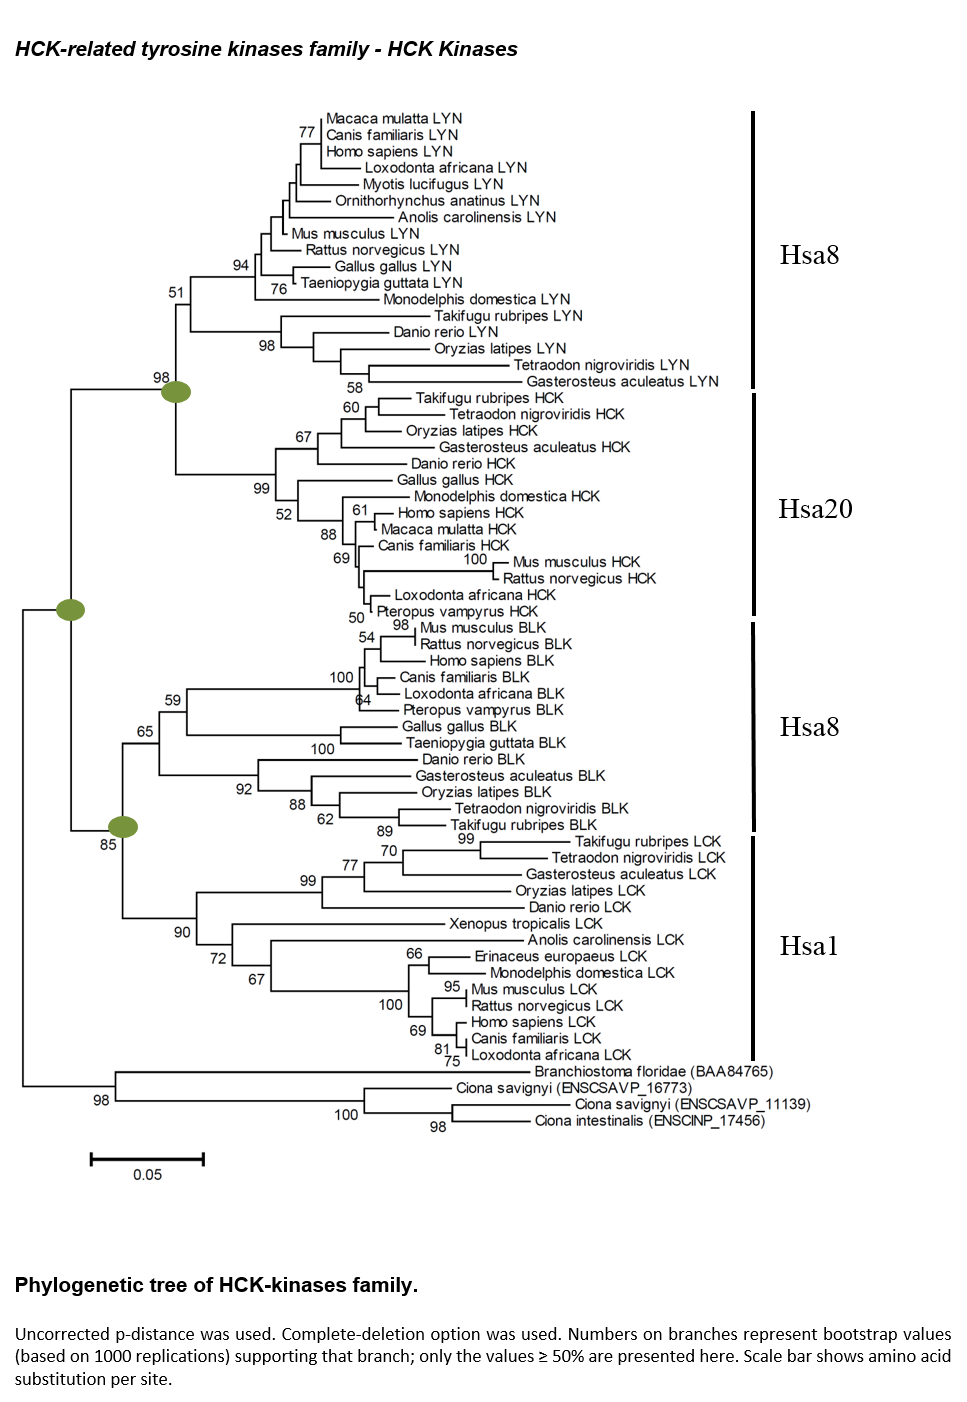 HCK-related tyrosine kinases family - HCK Kinases
Macaca mulatta LYN
77
Canis familiaris LYN
Homo sapiens LYN
Loxodonta africana LYN
Myotis lucifugus LYN
Ornithorhynchus anatinus LYN
Anolis carolinensis LYN
Mus musculus LYN
Rattus norvegicus LYN
94
Gallus gallus LYN
Taeniopygia guttata LYN
76
51
Monodelphis domestica LYN
Takifugu rubripes LYN
Danio rerio LYN
98
Oryzias latipes LYN
Tetraodon nigroviridis LYN
58
Gasterosteus aculeatus LYN
Hsa8
98
Takifugu rubripes HCK
60
Tetraodon nigroviridis HCK
Oryzias latipes HCK
67
Gasterosteus aculeatus HCK
Danio rerio HCK
99
Gallus gallus HCK
52
Monodelphis domestica HCK
61
Homo sapiens HCK
88
Macaca mulatta HCK
69
Canis familiaris HCK
100
Mus musculus HCK
Rattus norvegicus HCK
Loxodonta africana HCK
50
Pteropus vampyrus HCK
Hsa20
98
Mus musculus BLK
54
Rattus norvegicus BLK
Homo sapiens BLK
100
Canis familiaris BLK
64
Loxodonta africana BLK
59
Pteropus vampyrus BLK
Gallus gallus BLK
65
100
Taeniopygia guttata BLK
Danio rerio BLK
92
Gasterosteus aculeatus BLK
88
Oryzias latipes BLK
62
Tetraodon nigroviridis BLK
89
Takifugu rubripes BLK
Hsa8
85
99
Takifugu rubripes LCK
70
Tetraodon nigroviridis LCK
77
Gasterosteus aculeatus LCK
99
Oryzias latipes LCK
Danio rerio LCK
90
Xenopus tropicalis LCK
72
Anolis carolinensis LCK
67
66
Erinaceus europaeus LCK
Monodelphis domestica LCK
100
95
Mus musculus LCK
Rattus norvegicus LCK
69
Homo sapiens LCK
81
Canis familiaris LCK
75
Loxodonta africana LCK
Hsa1
Branchiostoma floridae (BAA84765)
98
Ciona savignyi (ENSCSAVP_16773)
100
Ciona savignyi (ENSCSAVP_11139)
98
Ciona intestinalis (ENSCINP_17456)
0.05
Phylogenetic tree of HCK-kinases family.
Uncorrected p-distance was used. Complete-deletion option was used. Numbers on branches represent bootstrap values
(based on 1000 replications) supporting that branch; only the values ≥ 50% are presented here. Scale bar shows amino acid
substitution per site.